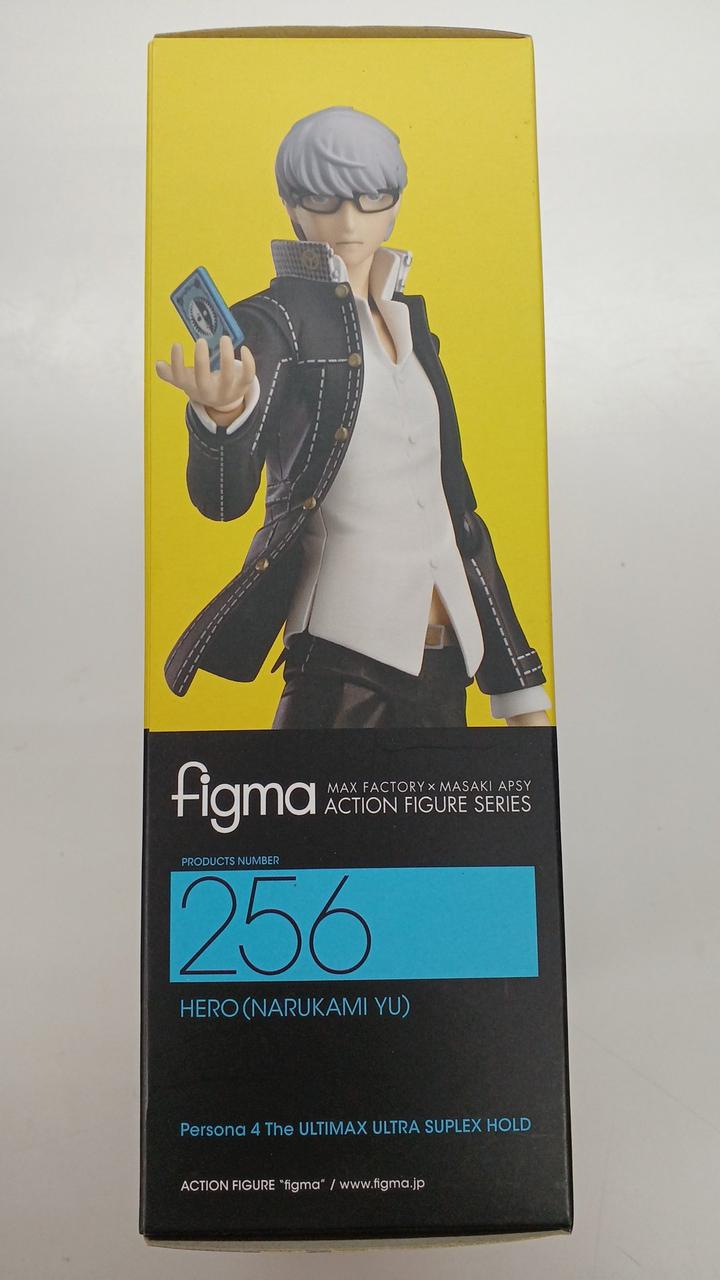 figma
MAX FACTORY × MASAKI APSY
ACTION FIGURE SERIES
PRODUCTS NUMBER
256
HERO (NARUKAMI YU)
Persona 4 The ULTIMAX ULTRA SUPLEX HOLD
ACTION FIGURE "figma" / www.figma.jp